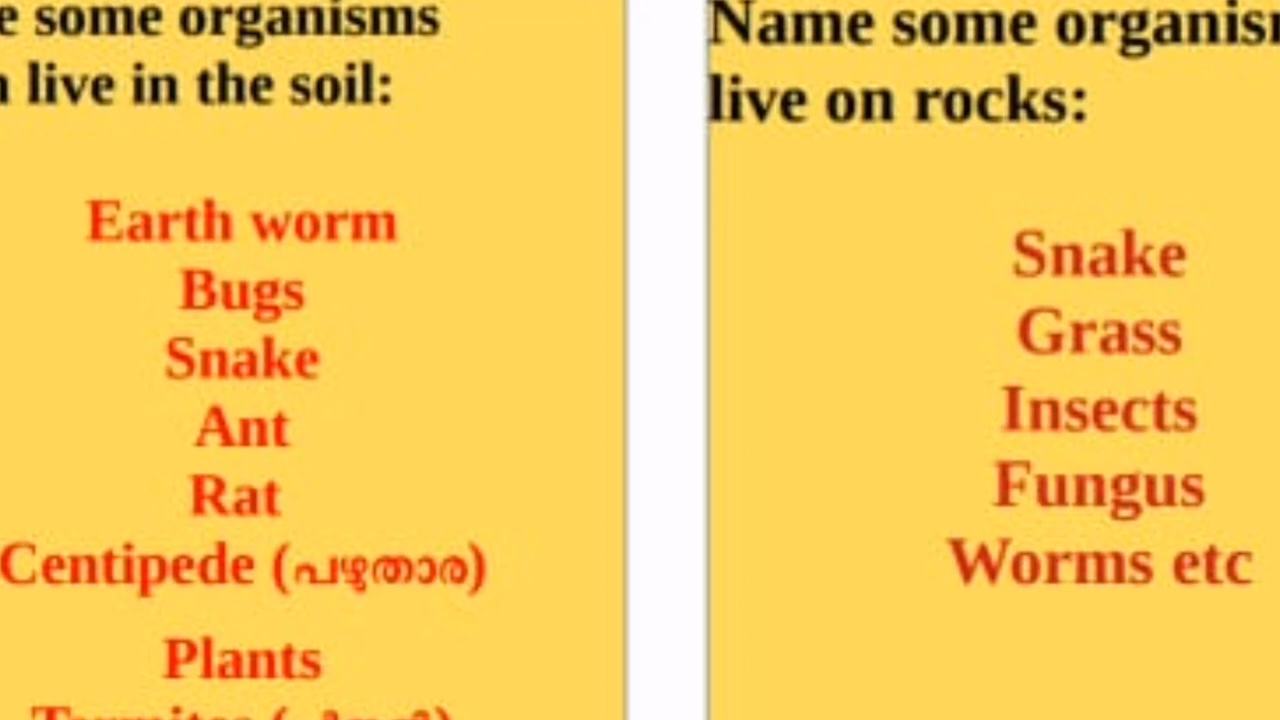 some organisms
live in the soil:
Earth worm
Bugs
Snake
Ant
Rat
Centipede (പഴുതാര)
Plants
Termites
Name some
live on rocks:
Snake
Grass
Insects
Fungus
Worms etc